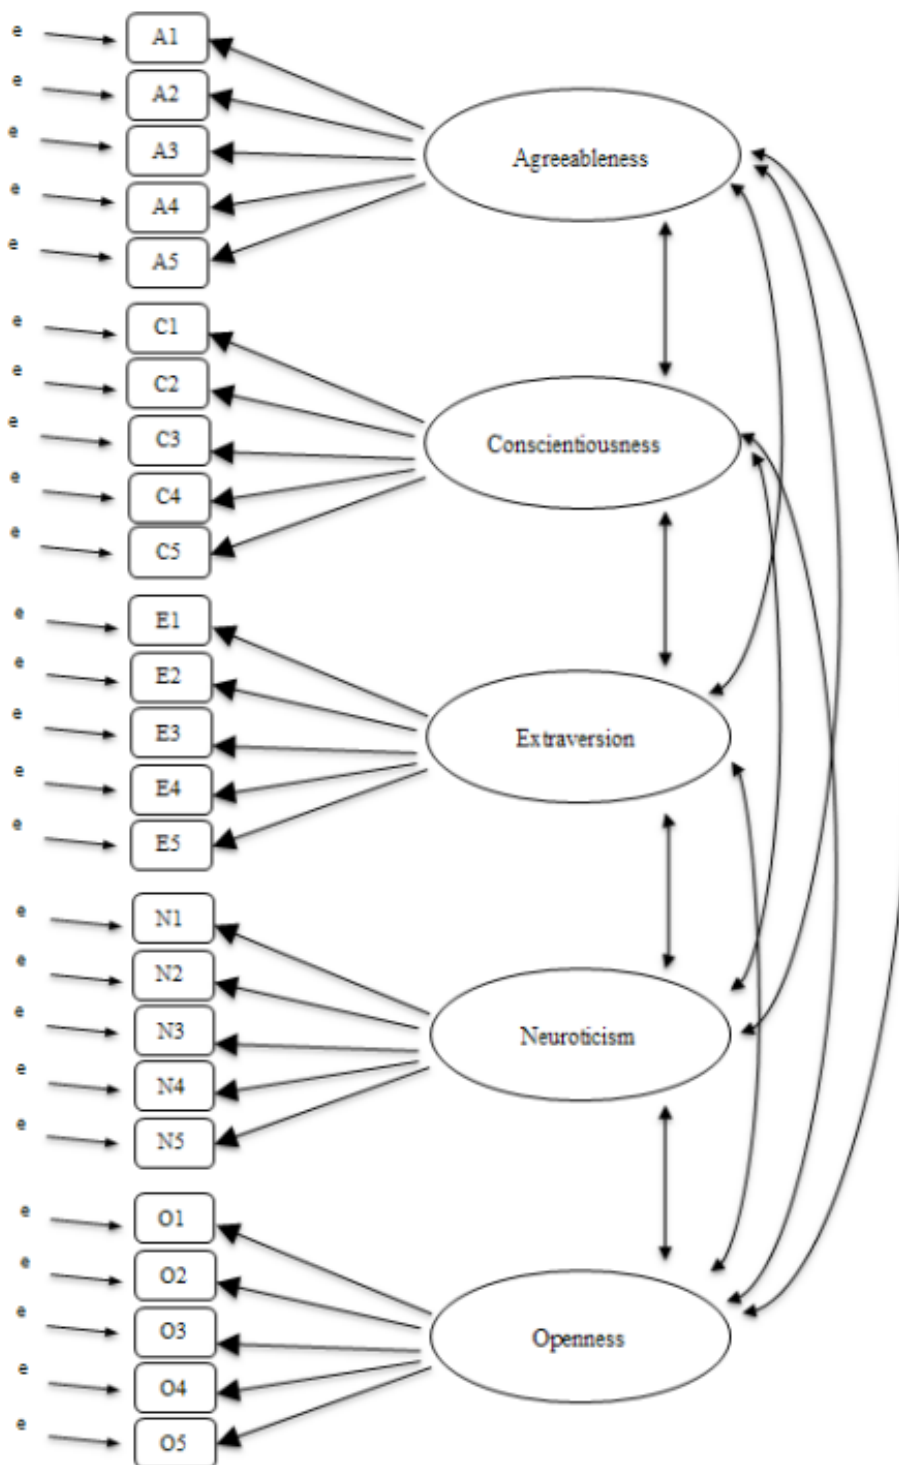 e A1
e A2
e A3
e A4
e A5
Agreeableness
e C1
e C2
e C3
e C4
e C5
Conscientiousness
e E1
e E2
e E3
e E4
e E5
Extraversion
e N1
e N2
e N3
e N4
e N5
Neuroticism
e O1
e O2
e O3
e O4
e O5
Openness